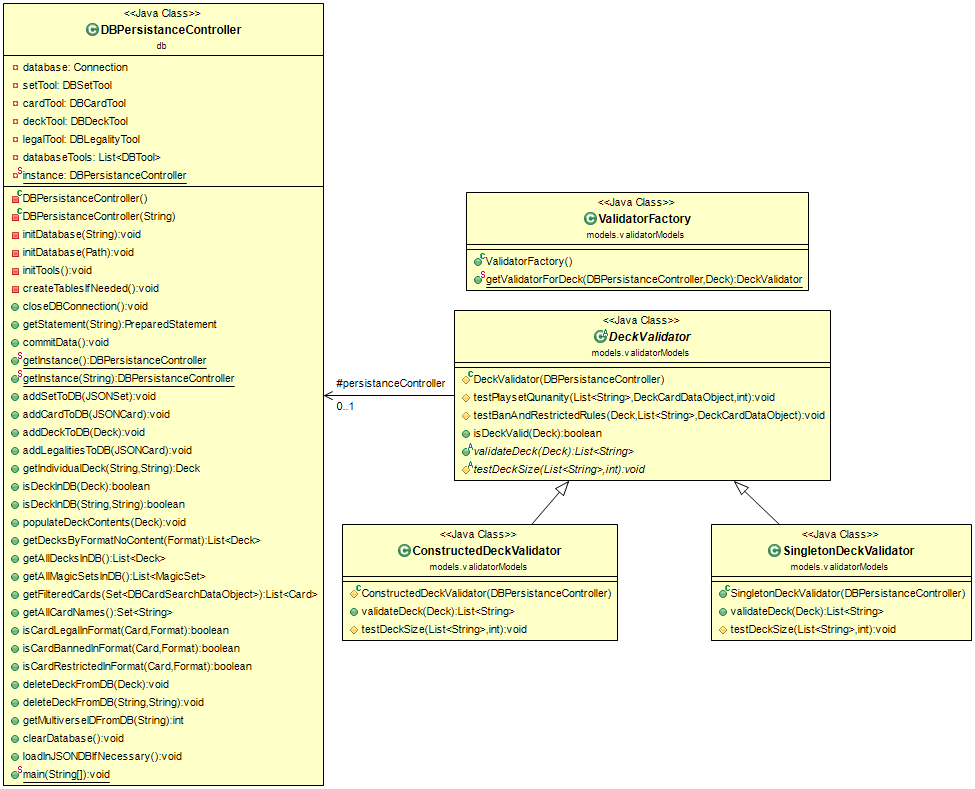 <<Java Class>>
DBPersistanceController
db
database: Connection
setTool: DBSetTool
cardTool: DBCardTool
deckTool: DBDeckTool
legalTool: DBLegalityTool
databaseTools: List<DBTool>
instance: DBPersistanceController
DBPersistanceController()
DBPersistanceController(String)
initDatabase(String):void
initDatabase(Path):void
initTools():void
createTablesIfNeeded():void
closeDBConnection():void
getStatement(String):PreparedStatement
commitData():void
getInstance():DBPersistanceController
getInstance(String):DBPersistanceController
addSetToDB(JSONSet):void
addCardToDB(JSONCard):void
addDeckToDB(Deck):void
addLegalitiesToDB(JSONCard):void
getIndividualDeck(String,String):Deck
isDeckInDB(Deck):boolean
isDeckInDB(String,String):boolean
populateDeckContents(Deck):void
getDecksByFormatNoContent(Format):List<Deck>
getAllDecksInDB():List<Deck>
getAllMagicSetsInDB():List<MagicSet>
getFilteredCards(Set<DBCardSearchDataObject>):List<Card>
getAllCardNames():Set<String>
isCardLegalInFormat(Card,Format):boolean
isCardBannedInFormat(Card,Format):boolean
isCardRestrictedInFormat(Card,Format):boolean
deleteDeckFromDB(Deck):void
deleteDeckFromDB(String,String):void
getMultiverseIDFromDB(String):int
clearDatabase():void
loadInJSONDBIfNecessary():void
main(String[]):void
#persistanceController
0..1
<<Java Class>>
ValidatorFactory
models.validatorModels
ValidatorFactory()
getValidatorForDeck(DBPersistanceController,Deck):DeckValidator
<<Java Class>>
DeckValidator
models.validatorModels
DeckValidator(DBPersistanceController)
testPlaysetQunanity(List<String>,DeckCardDataObject,int):void
testBanAndRestrictedRules(Deck,List<String>,DeckCardDataObject):void
isDeckValid(Deck):boolean
validateDeck(Deck):List<String>
testDeckSize(List<String>,int):void
<<Java Class>>
ConstructedDeckValidator
models.validatorModels
ConstructedDeckValidator(DBPersistanceController)
validateDeck(Deck):List<String>
testDeckSize(List<String>,int):void
<<Java Class>>
SingletonDeckValidator
models.validatorModels
SingletonDeckValidator(DBPersistanceController)
validateDeck(Deck):List<String>
testDeckSize(List<String>,int):void